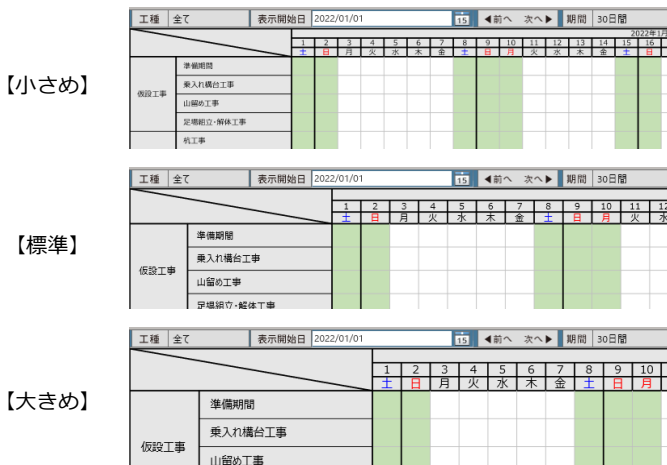 工種 全て 表示開始日 2022/01/01 15 ◀前へ 次へ▶ 期間 30日間
2022年1月
1 2 3 4 5 6 7 8 9 10 11 12 13 14 15 16
土 日 月 火 水 木 金 土 日 月 火 水 木 金 土 日
【小さめ】
仮設工事
準備期間
乗入れ構台工事
山留め工事
足場組立・解体工事
杭工事
工種 全て 表示開始日 2022/01/01 15 ◀前へ 次へ▶ 期間 30日間
1 2 3 4 5 6 7 8 9 10 11 12
土 日 月 火 水 木 金 土 日 月 火 水
【標準】
仮設工事
準備期間
乗入れ構台工事
山留め工事
足場組立・解体工事
工種 全て 表示開始日 2022/01/01 15 ◀前へ 次へ▶ 期間 30日間
1 2 3 4 5 6 7 8 9 10
土 日 月 火 水 木 金 土 日 月
【大きめ】
仮設工事
準備期間
乗入れ構台工事
山留め工事